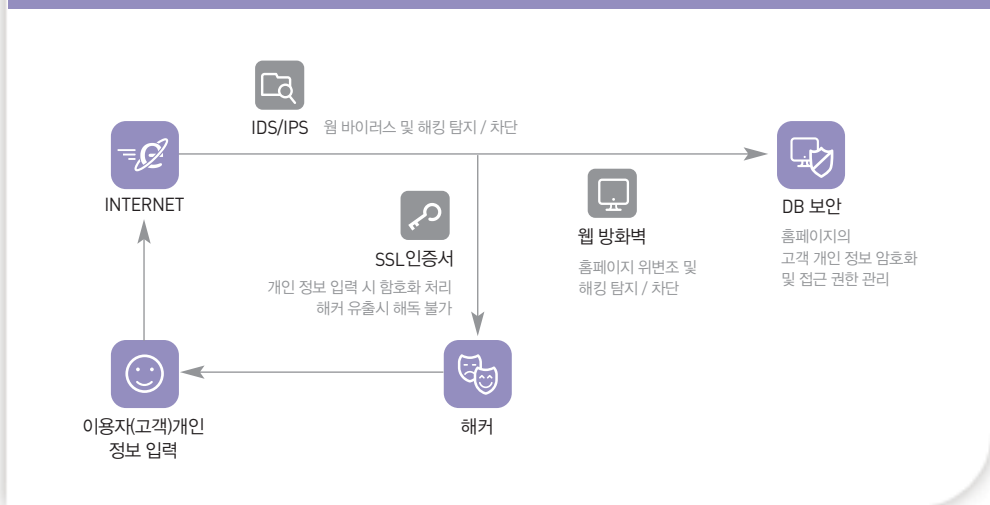 IDS/IPS 웜 바이러스 및 해킹 탐지 / 차단
INTERNET
SSL인증서
개인 정보 입력 시 함호화 처리
해커 유출시 해독 불가
웹 방화벽
홈페이지 위변조 및
해킹 탐지 / 차단
DB 보안
홈페이지의
고객 개인 정보 암호화
및 접근 권한 관리
이용자(고객)개인
정보 입력
해커